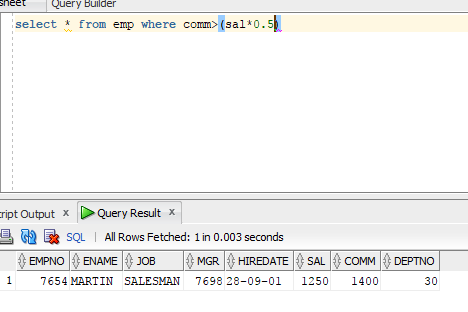 sheet Query Builder
select * from emp where comm>(sal*0.5)
ript Output x Query Result x
SQL | All Rows Fetched: 1 in 0.003 seconds
EMPNO ENAME JOB MGR HIREDATE SAL COMM DEPTNO
1 7654 MARTIN SALESMAN 7698 28-09-01 1250 1400 30